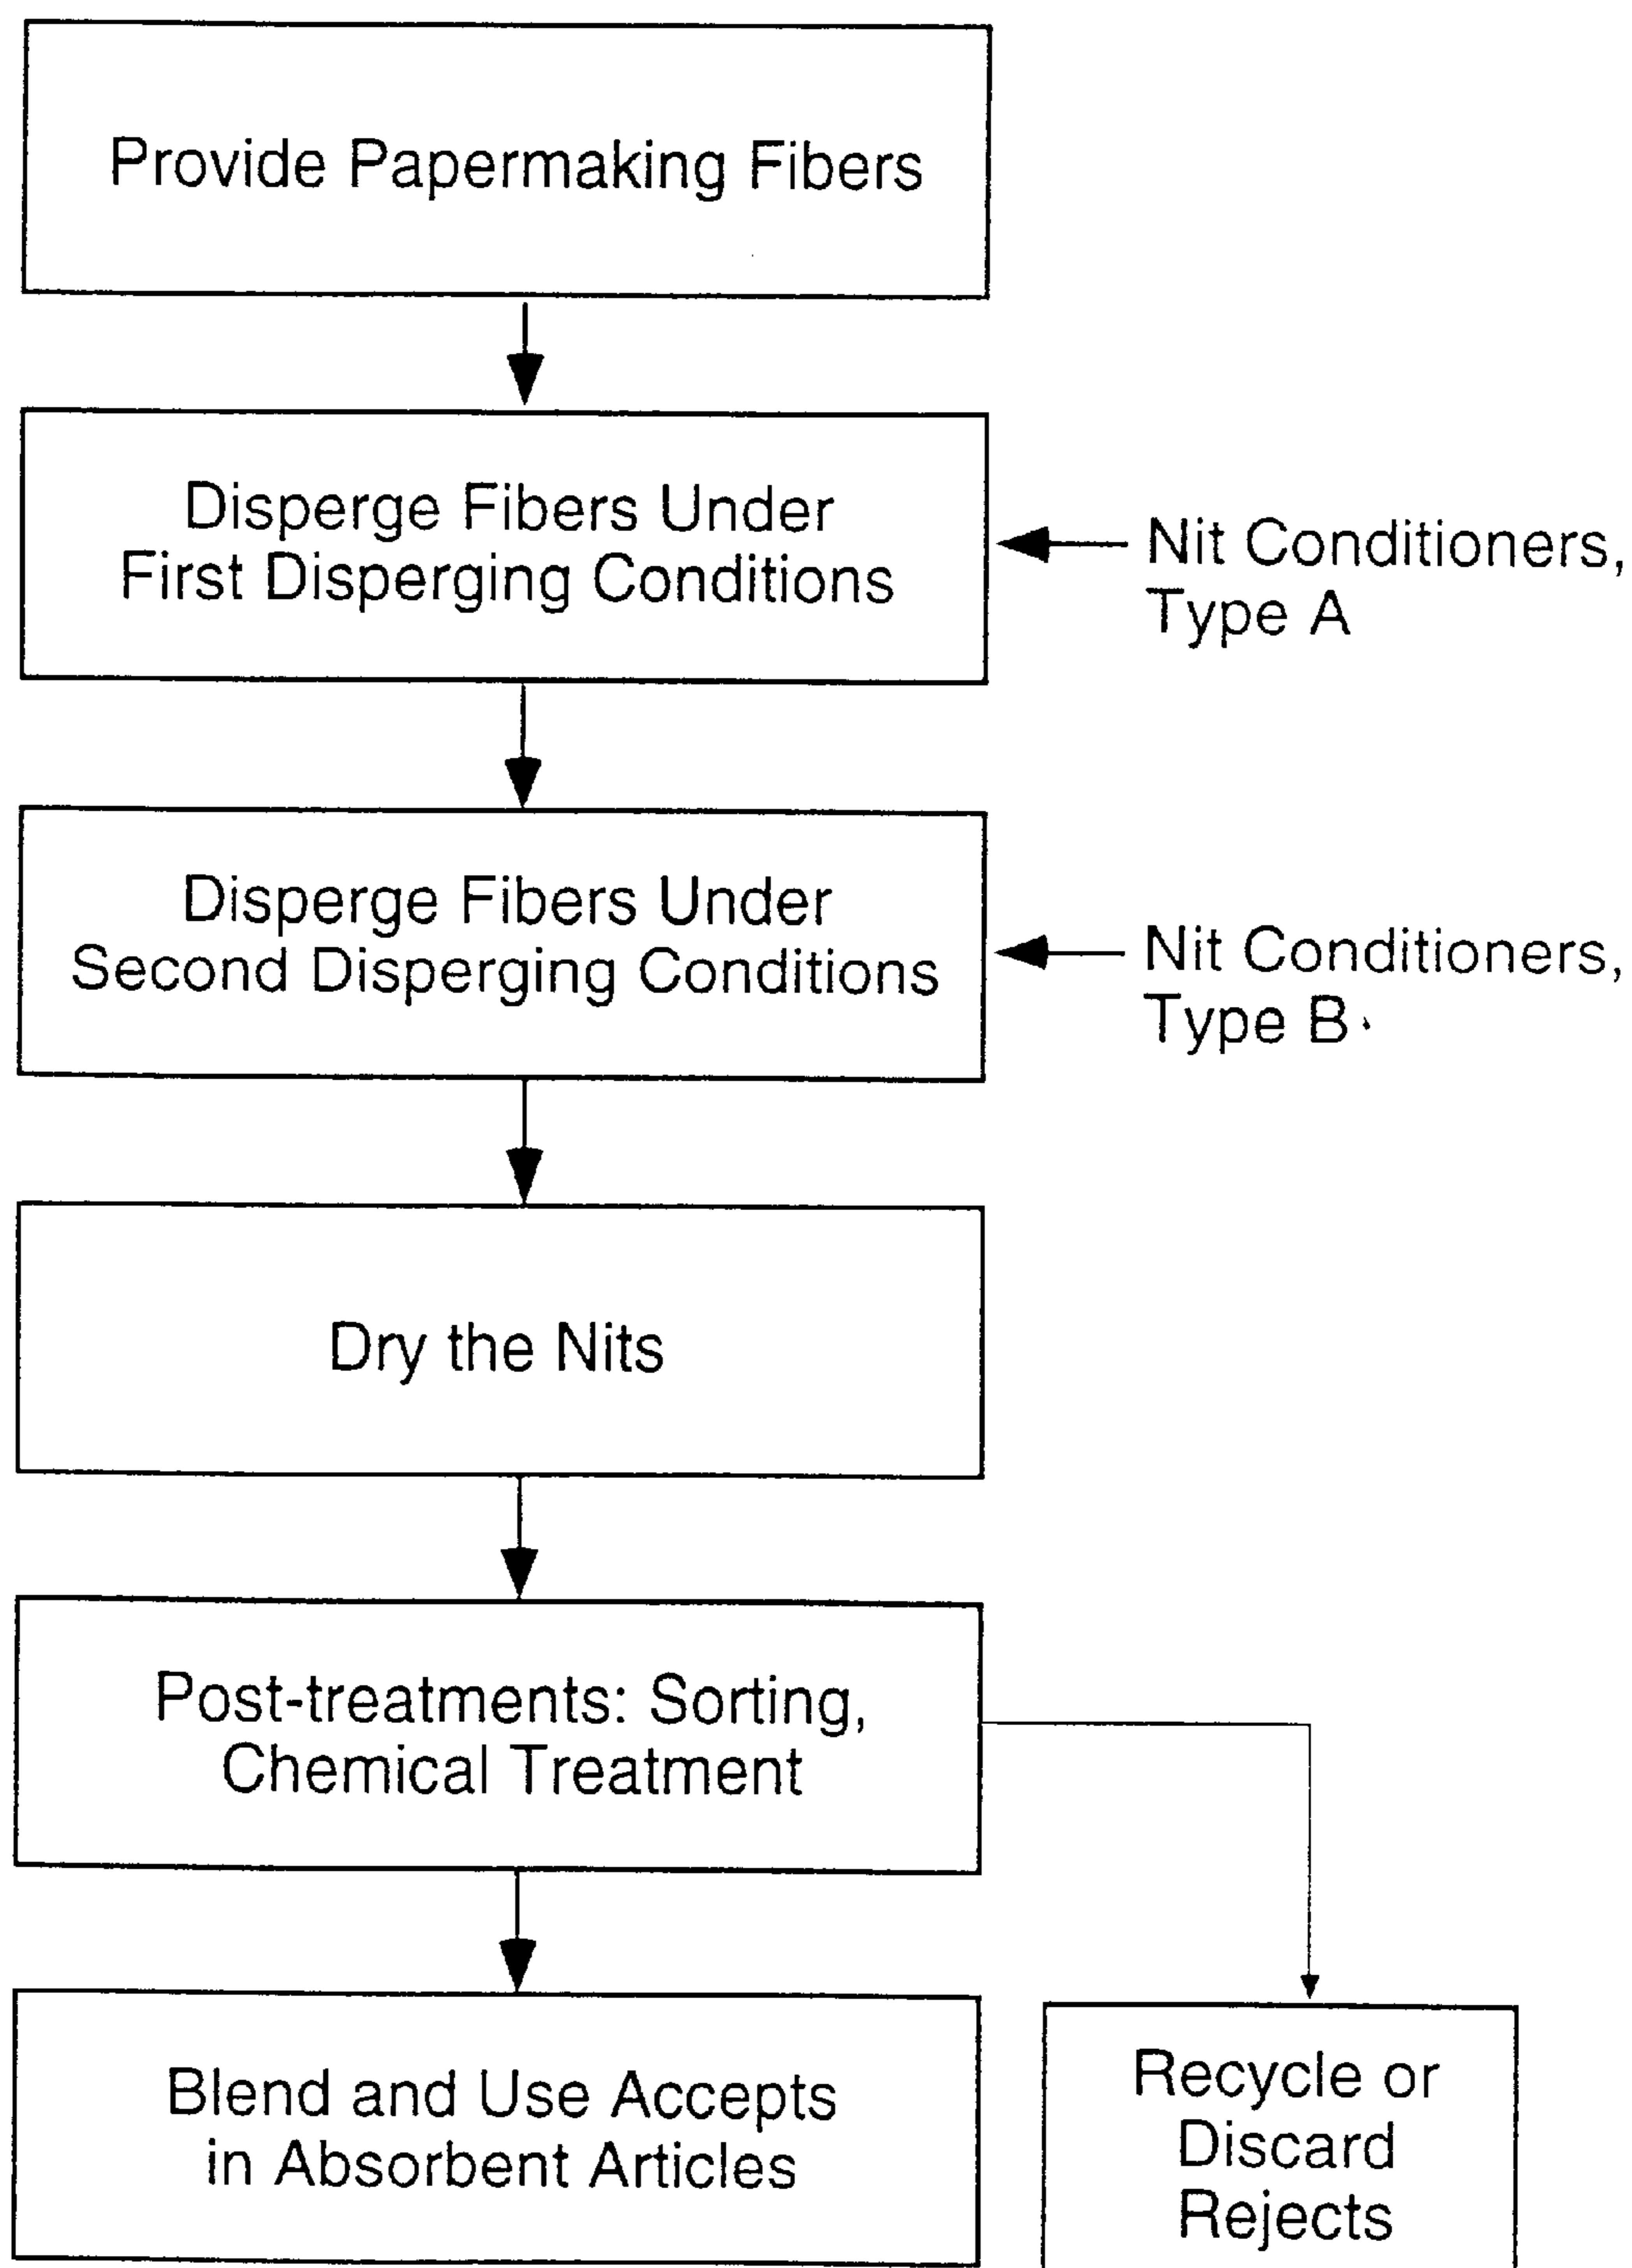 Provide Papermaking Fibers
Disperge Fibers Under
First Disperging Conditions
Nit Conditioners,
Type A
Disperge Fibers Under
Second Disperging Conditions
Nit Conditioners,
Type B
Dry the Nits
Post-treatments: Sorting,
Chemical Treatment
Blend and Use Accepts
in Absorbent Articles
Recycle or
Discard
Rejects